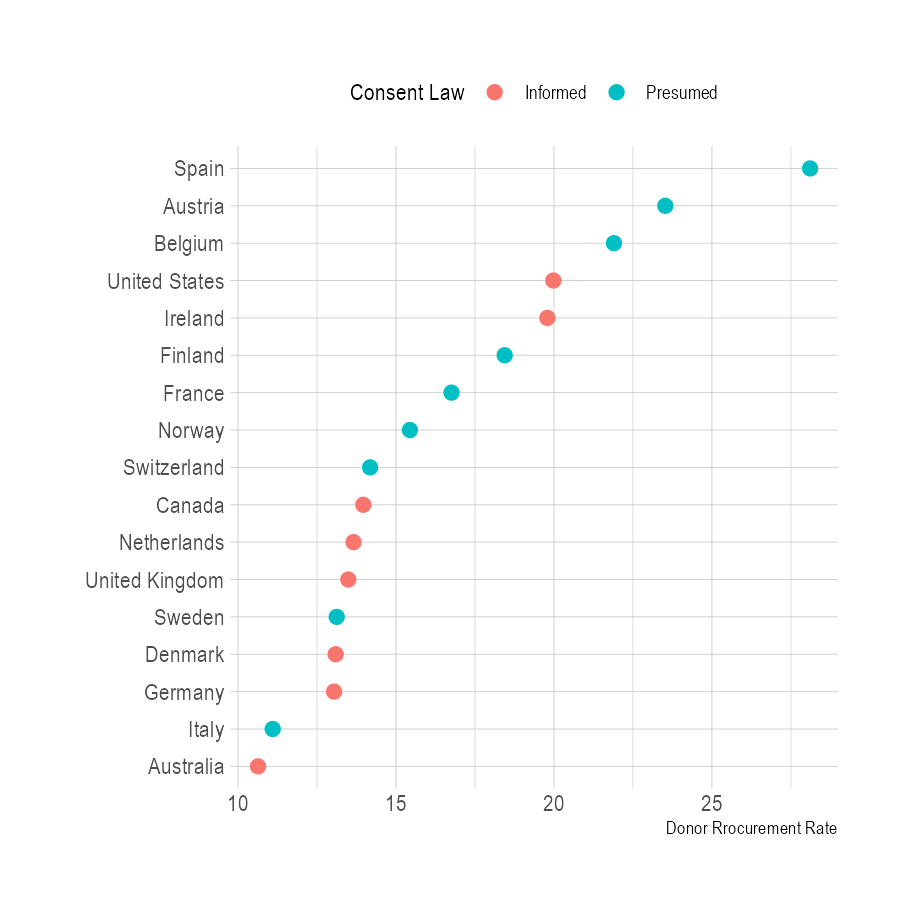 Consent Law Informed Presumed
Spain
Austria
Belgium
United States
Ireland
Finland
France
Norway
Switzerland
Canada
Netherlands
United Kingdom
Sweden
Denmark
Germany
Italy
Australia
10 15 20 25
Donor Rrocurement Rate